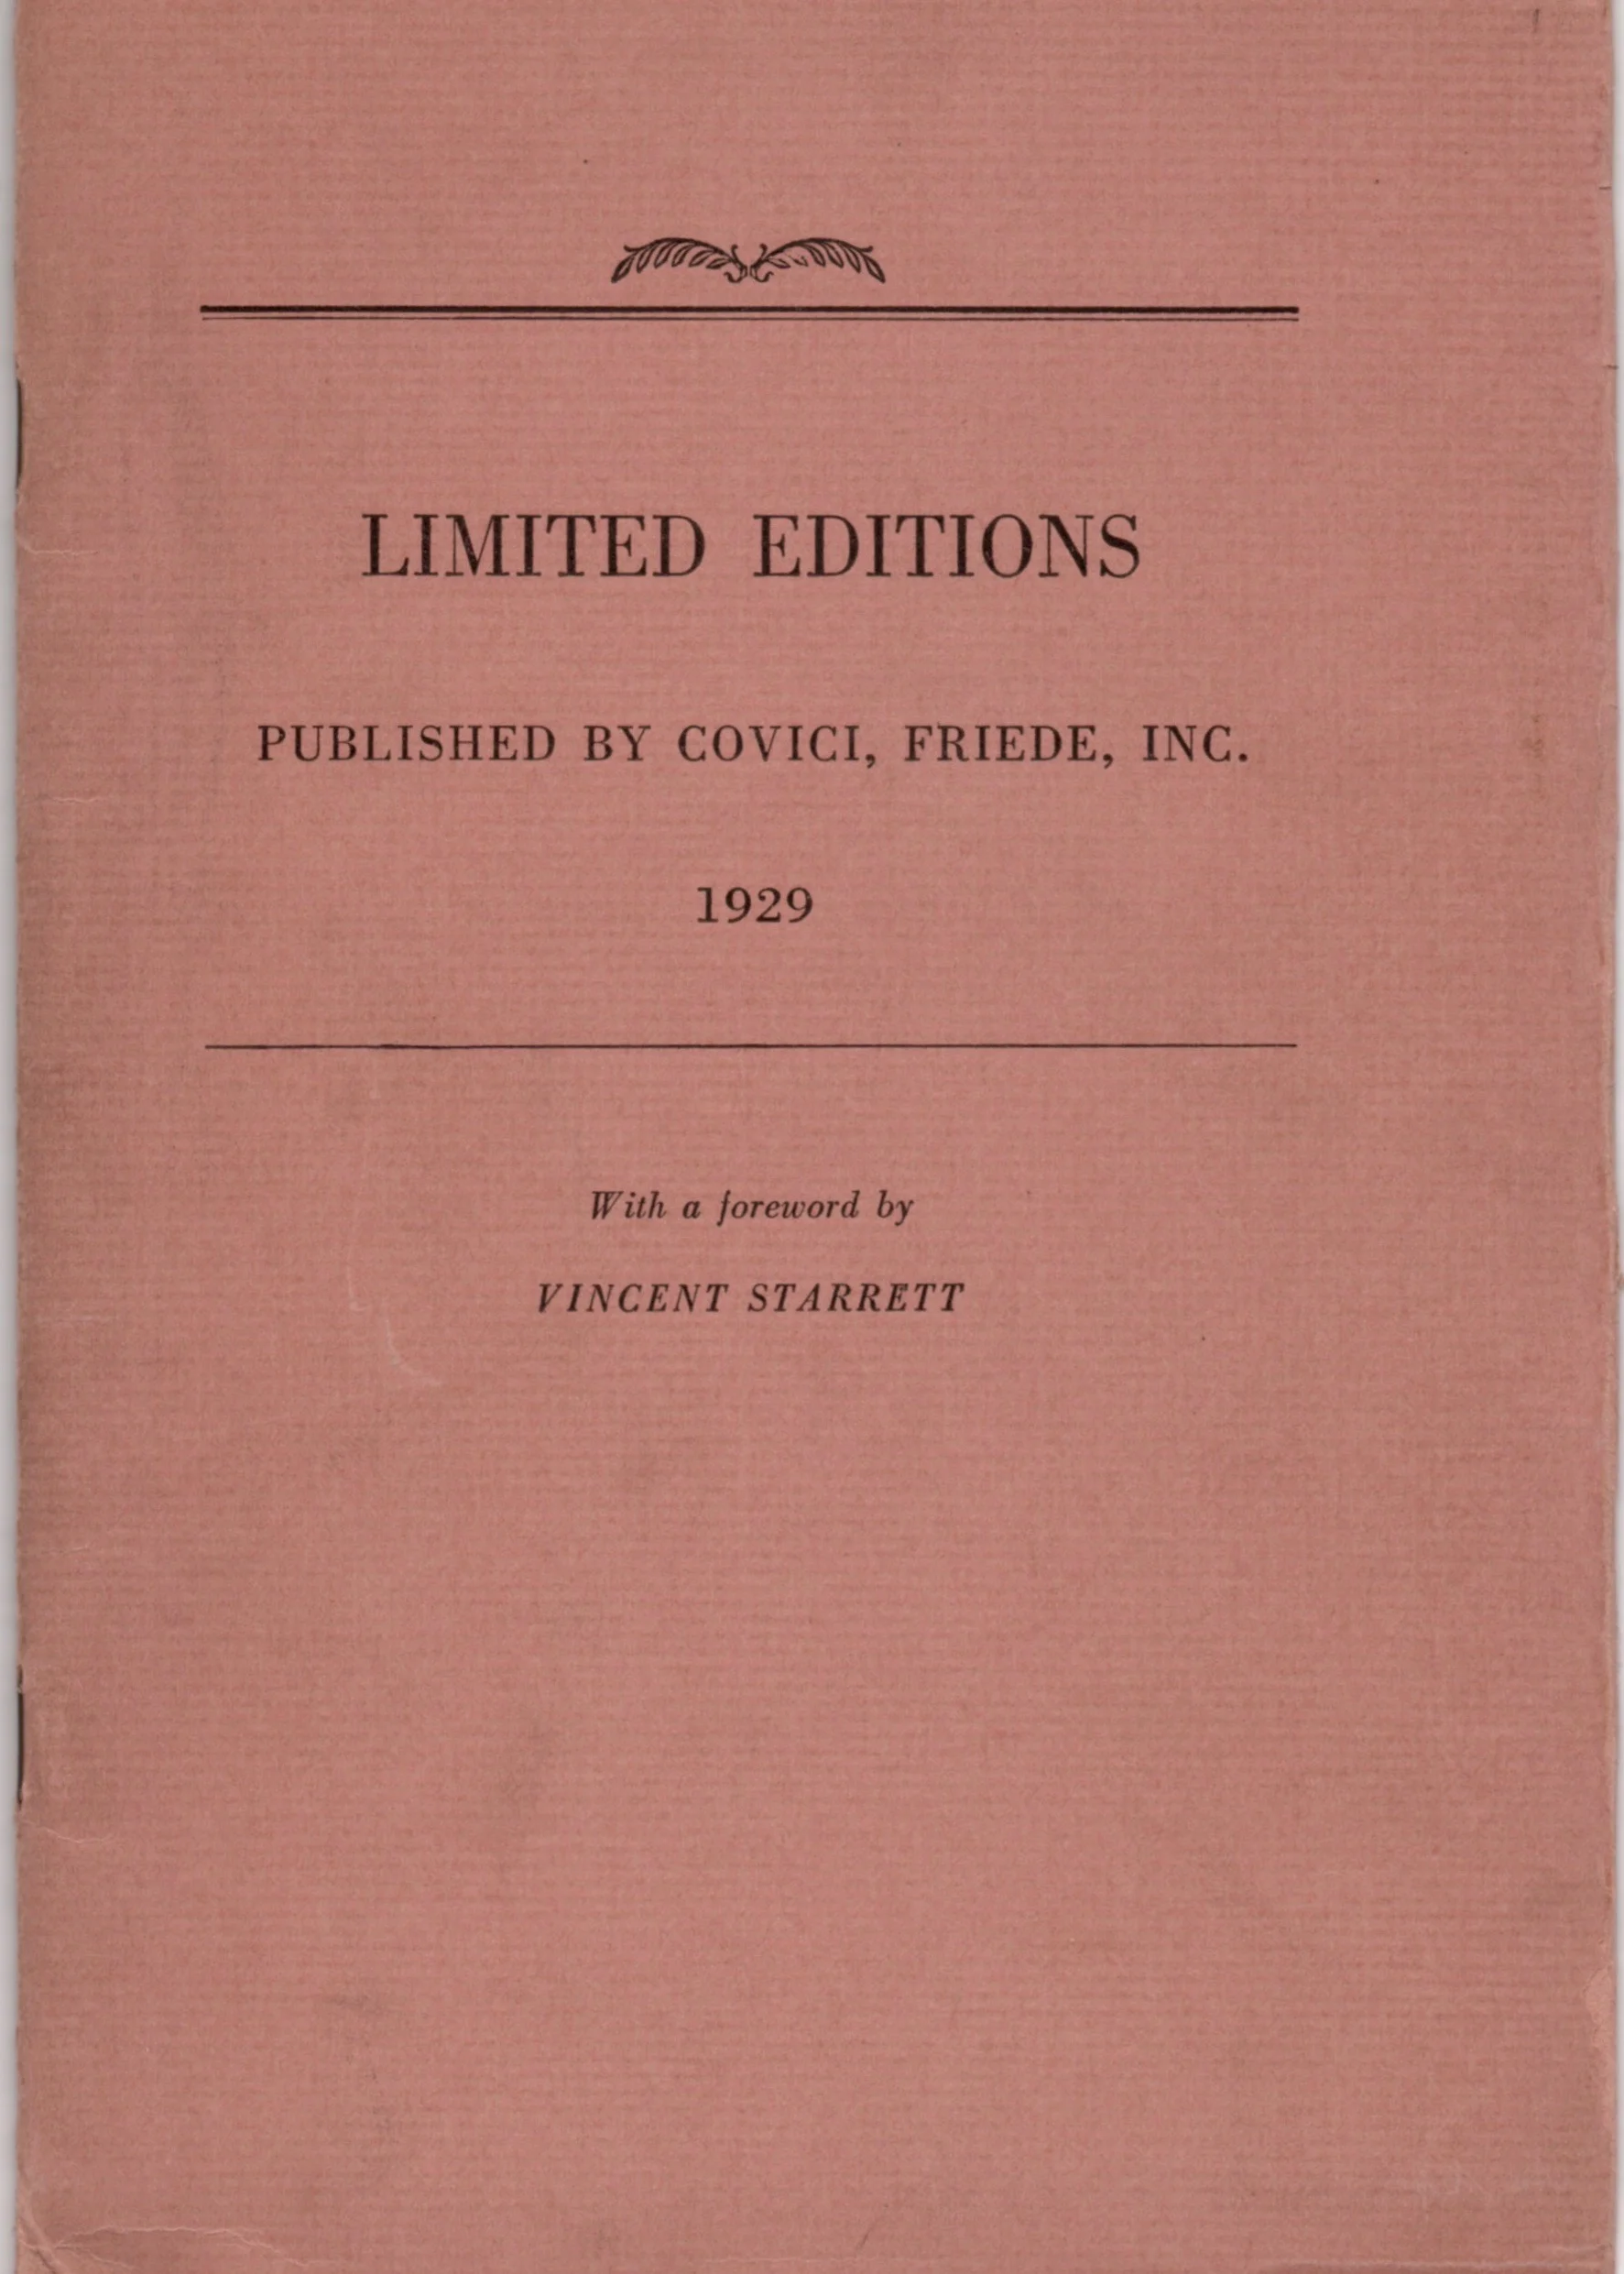 LIMITED EDITIONS
PUBLISHED BY COVICI, FRIEDE, INC.
1929
With a foreword by
VINCENT STARRETT